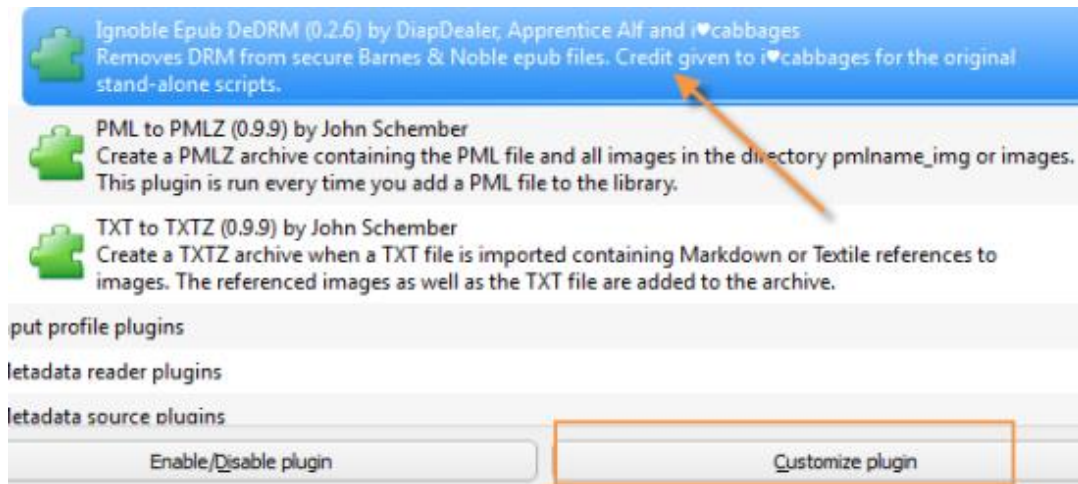 Ignoble Epub DeDRM (0.2.6) by DiapDealer, Apprentice Alf and i♥cabbages
Removes DRM from secure Barnes & Noble epub files. Credit given to i♥cabbages for the original
stand-alone scripts.
PML to PMLZ (0.9.9) by John Schember
Create a PMLZ archive containing the PML file and all images in the directory pmlname_img or images.
This plugin is run every time you add a PML file to the library.
TXT to TXTZ (0.9.9) by John Schember
Create a TXTZ archive when a TXT file is imported containing Markdown or Textile references to
images. The referenced images as well as the TXT file are added to the archive.
put profile plugins
letadata reader plugins
letadata source plugins
Enable/Disable plugin
Customize plugin